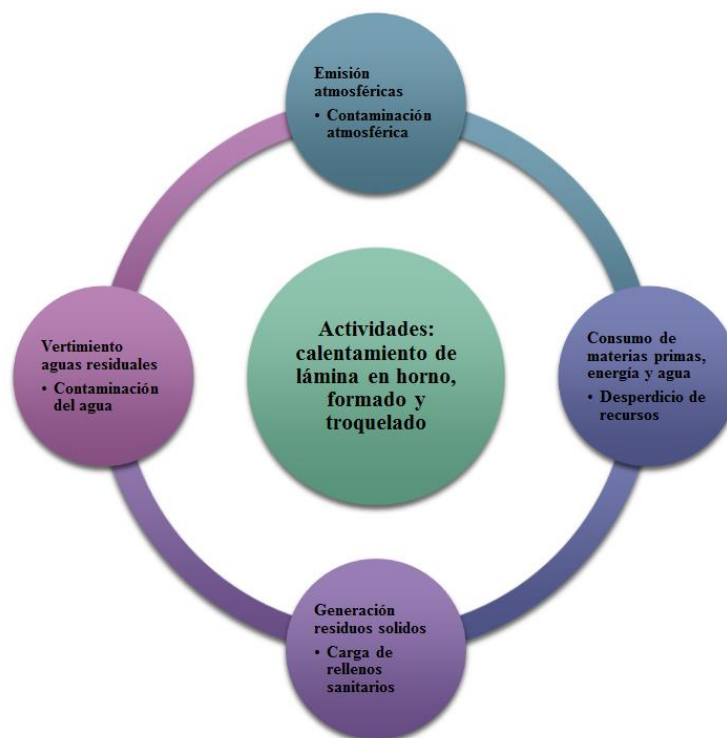 Emisión
atmosféricas
• Contaminación
atmosférica
Actividades:
calentamiento de
lámina en horno,
formado y
troquelado
Consumo de
materias primas,
energía y agua
• Desperdicio de
recursos
Generación
residuos solidos
• Carga de
rellenos
sanitarios
Vertimiento
aguas residuales
• Contaminación
del agua